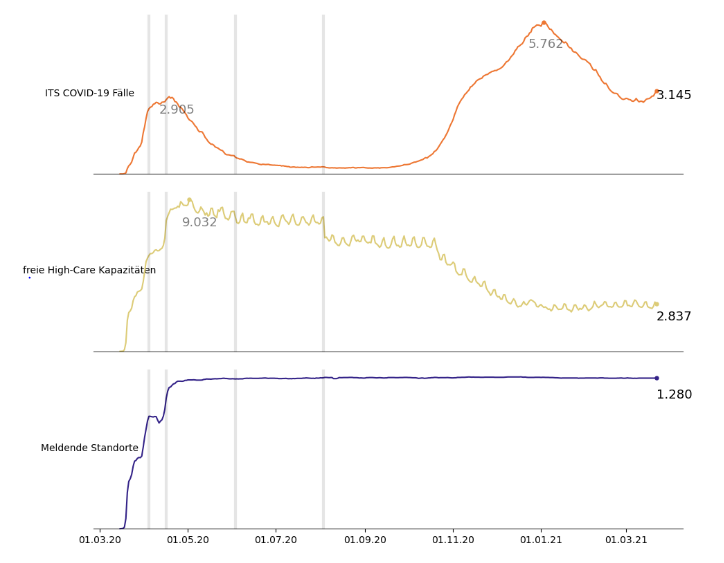 5.762
ITS COVID-19 Fälle
2.905
3.145
9.032
freie High-Care Kapazitäten
2.837
1.280
Meldende Standorte
01.03.20 01.05.20 01.07.20 01.09.20 01.11.20 01.01.21 01.03.21